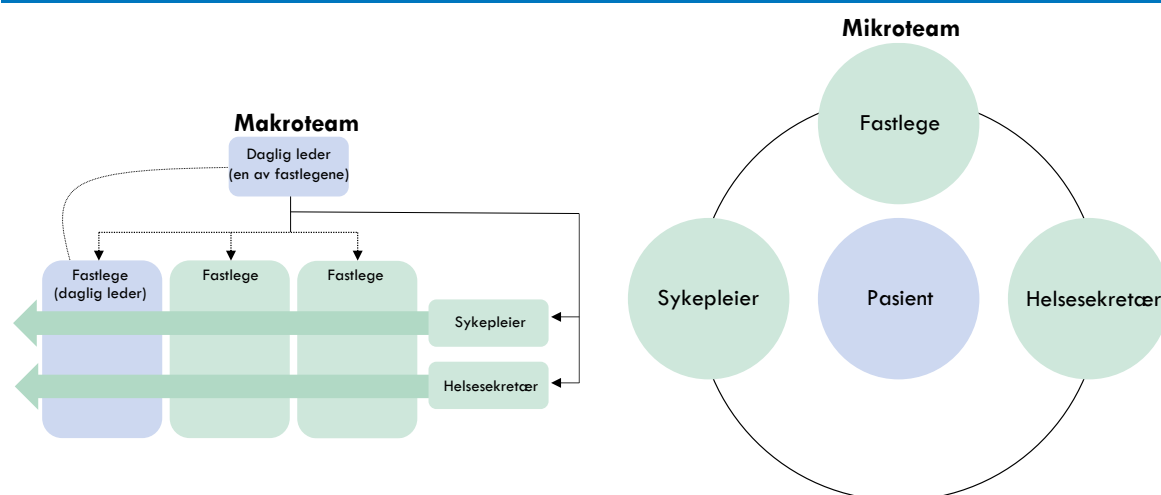 Makroteam
Daglig leder
(en av fastlegene)
Fastlege
(daglig leder)
Fastlege
Fastlege
Sykepleier
Helsesekretær
Mikroteam
Fastlege
Sykepleier
Pasient
Helsesekretær